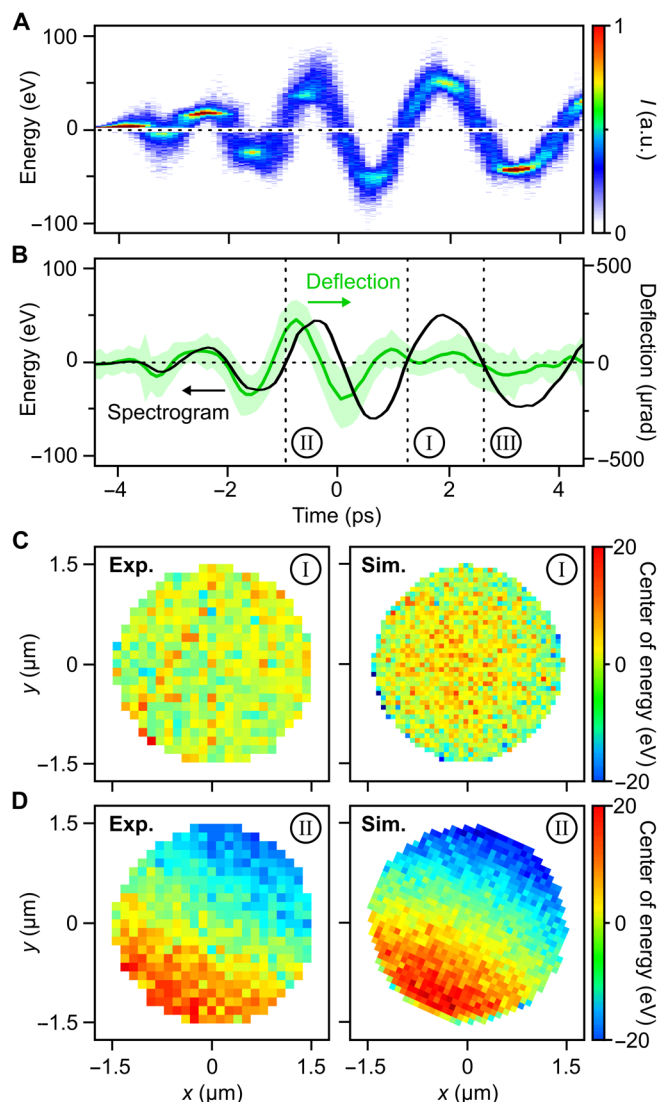 A
100
Energy (eV)
0
−100
1
I (a.u.)
0
B
100
Energy (eV)
0
−100
Deflection
Spectrogram
II
I
III
500
0
−500
Deflection (µrad)
−4
−2
0
2
4
Time (ps)
C
Exp.
I
Sim.
I
1.5
0
−1.5
y (µm)
20
0
−20
Center of energy (eV)
D
Exp.
II
Sim.
II
1.5
0
−1.5
y (µm)
20
0
−20
Center of energy (eV)
−1.5
0
1.5
−1.5
0
1.5
x (µm)
x (µm)